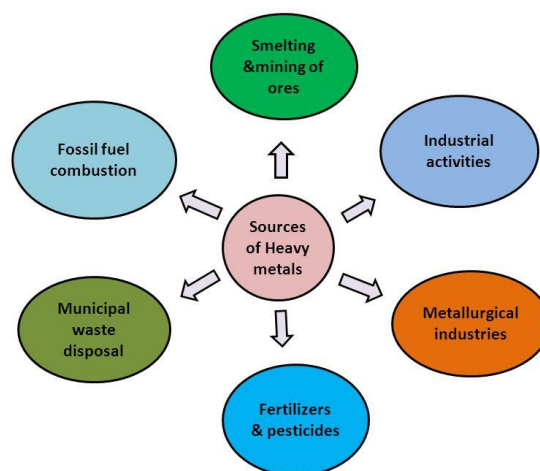 Smelting
&mining of
ores
Fossil fuel
combustion
Industrial
activities
Sources
of Heavy
metals
Municipal
waste
disposal
Metallurgical
industries
Fertilizers
& pesticides